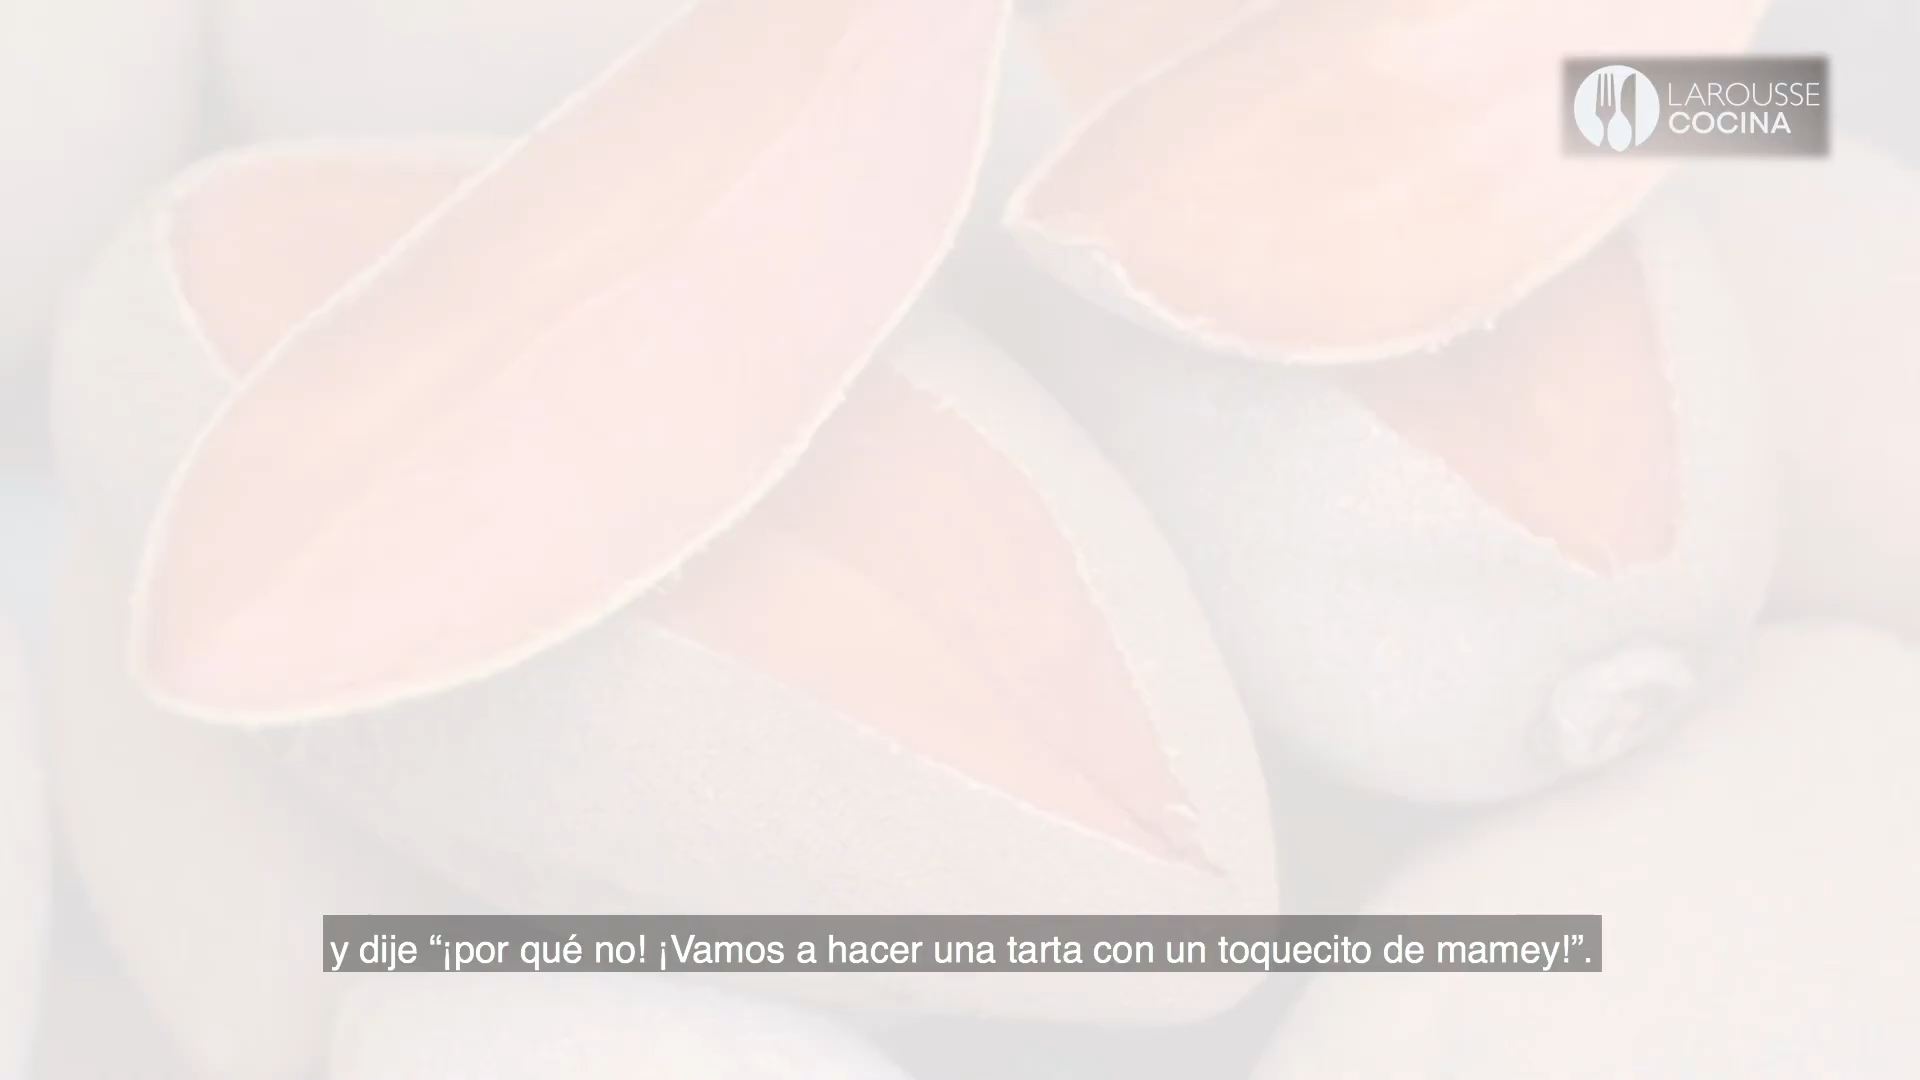 LAROUSSE
COCINA
y dije “¡por qué no! ¡Vamos a hacer una tarta con un toquecito de mamey!”.